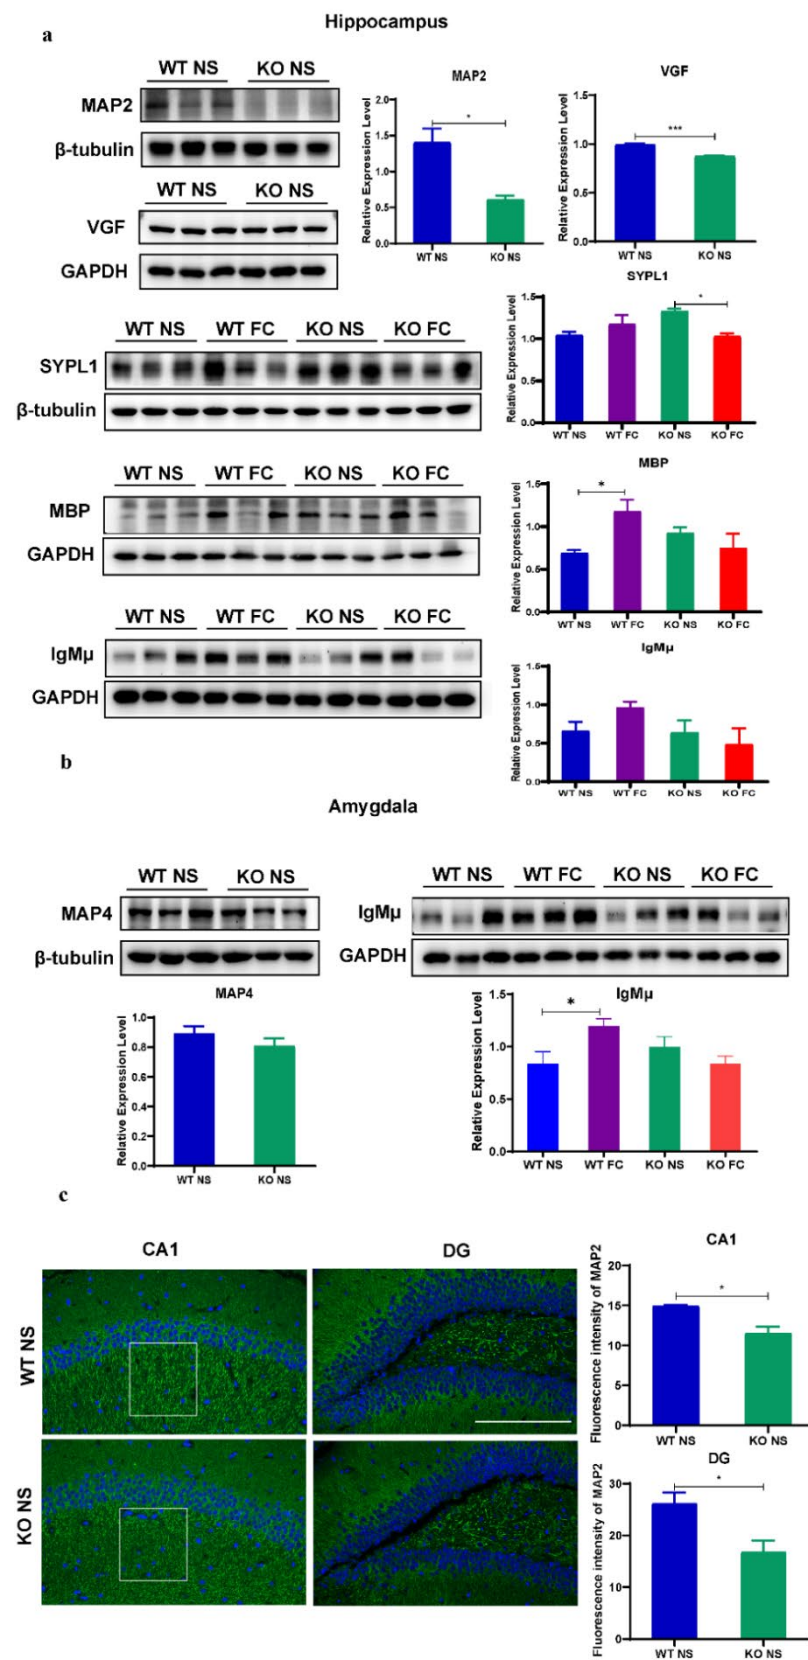 Hippocampus
a
WT NS KO NS
MAP2
β-tubulin
WT NS KO NS
VGF
GAPDH
MAP2
Relative Expression Level
2.0
1.5
1.0
0.5
0.0
*
WT NS KO NS
VGF
Relative Expression Level
1.5
1.0
0.5
0.0
***
WT NS KO NS
WT NS WT FC KO NS KO FC
SYPL1
β-tubulin
SYPL1
Relative Expression Level
1.5
1.0
0.5
0.0
*
WT NS WT FC KO NS KO FC
WT NS WT FC KO NS KO FC
MBP
GAPDH
MBP
Relative Expression Level
1.5
1.0
0.5
0.0
*
WT NS WT FC KO NS KO FC
WT NS WT FC KO NS KO FC
IgMμ
GAPDH
IgMμ
Relative Expression Level
1.5
1.0
0.5
0.0
WT NS WT FC KO NS KO FC
b
Amygdala
WT NS KO NS
MAP4
β-tubulin
WT NS WT FC KO NS KO FC
IgMμ
GAPDH
MAP4
Relative Expression Level
1.0
0.8
0.6
0.4
0.2
0.0
WT NS KO NS
IgMμ
Relative Expression Level
1.5
1.0
0.5
0.0
*
WT NS WT FC KO NS KO FC
c
CA1 DG
WT NS
KO NS
CA1
Fluorescence intensity of MAP2
20
15
10
5
0
*
WT NS KO NS
DG
Fluorescence intensity of MAP2
30
20
10
0
*
WT NS KO NS